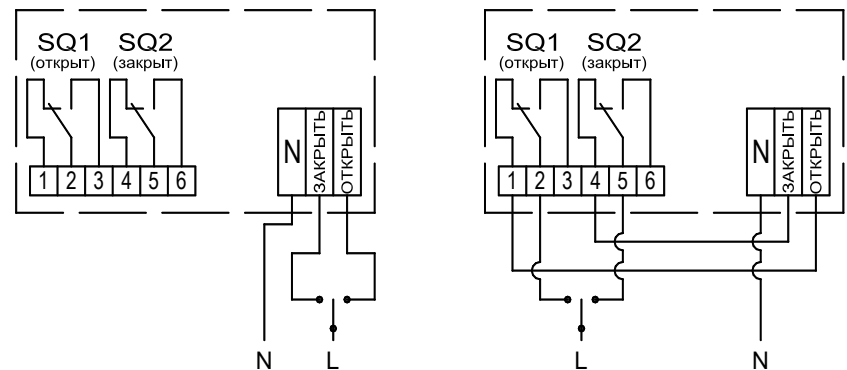 SQ1 SQ2
(открыт) (закрыт)
1 2 3 4 5 6
N ЗАКРЫТЬ ОТКРЫТЬ
N L
SQ1 SQ2
(открыт) (закрыт)
1 2 3 4 5 6
N ЗАКРЫТЬ ОТКРЫТЬ
L N